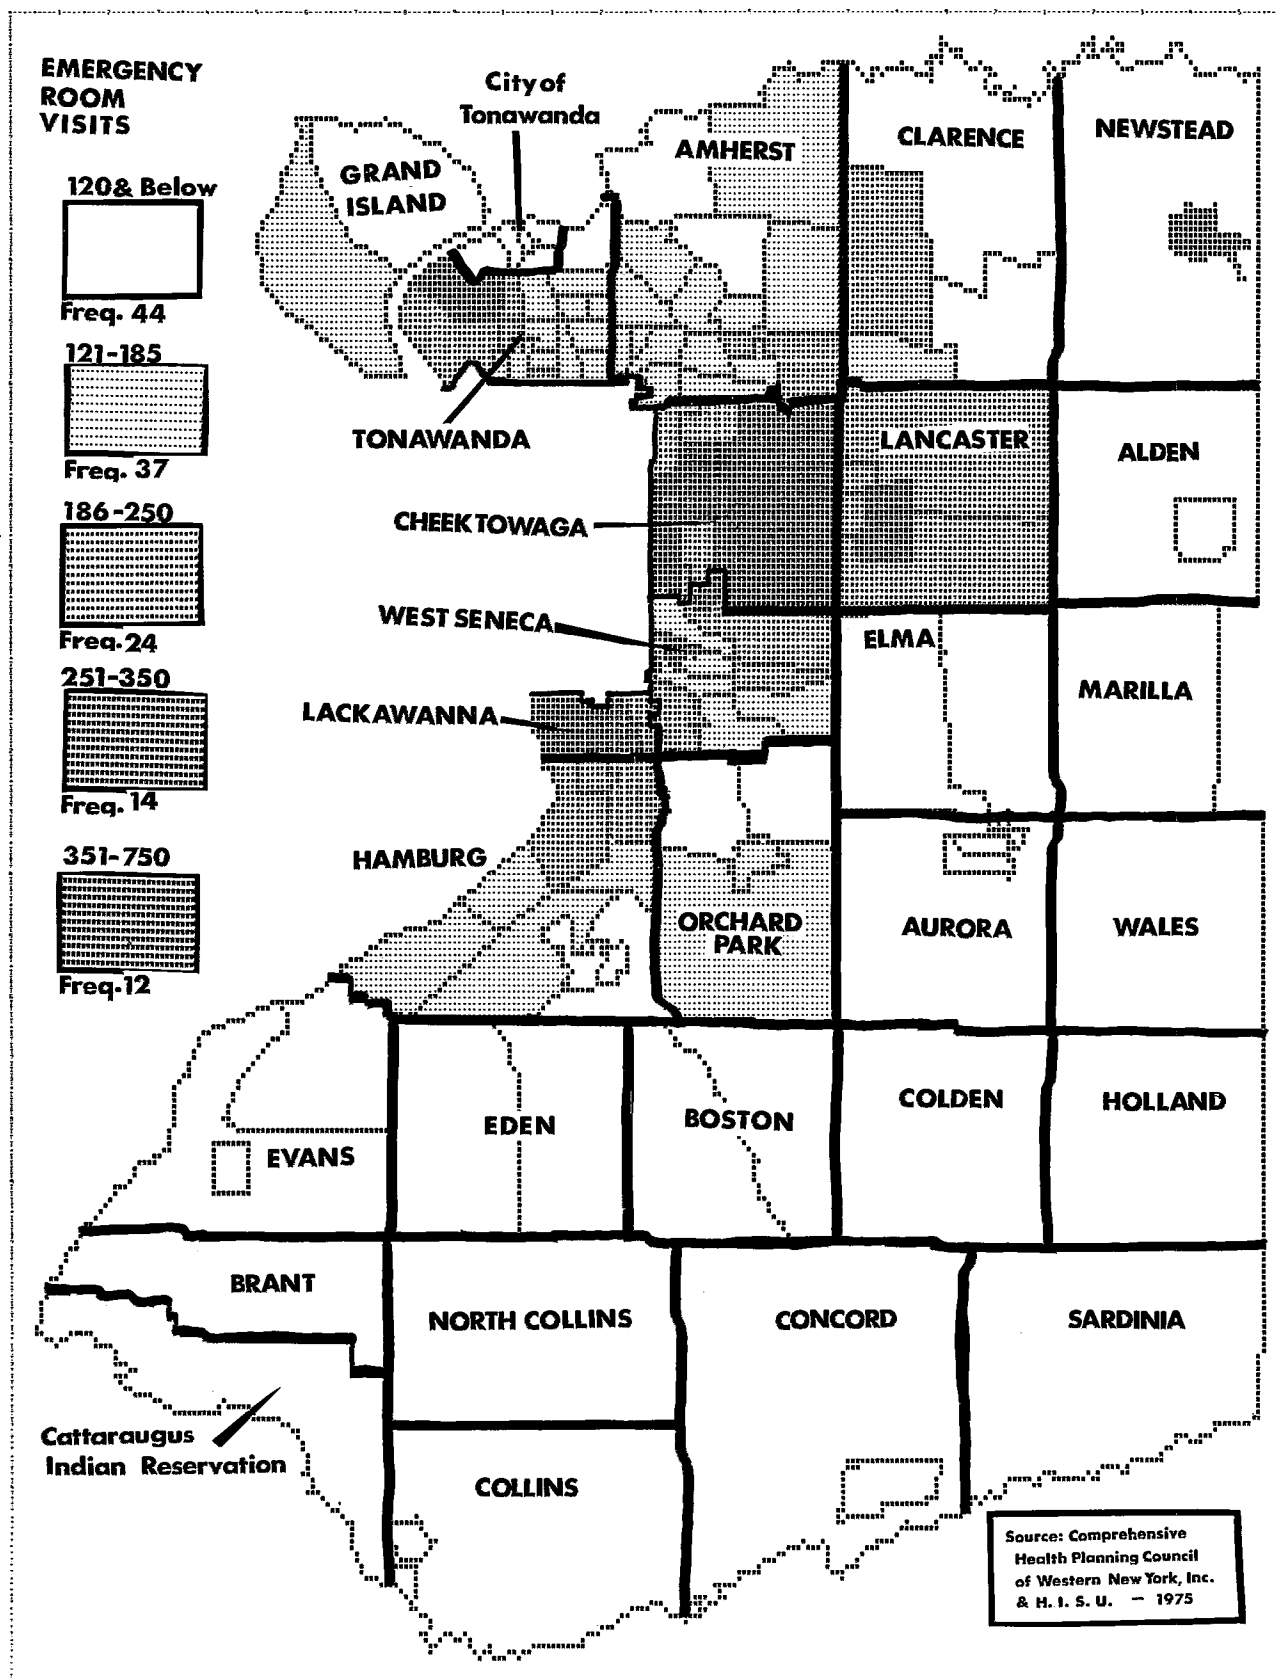 EMERGENCY
ROOM
VISITS
120& Below
Freq. 44
121-185
Freq. 37
186-250
Freq. 24
251-350
Freq. 14
351-750
Freq. 12
City of
Tonawanda
GRAND
ISLAND
AMHERST
CLARENCE
NEWSTEAD
TONAWANDA
LANCASTER
ALDEN
CHEEKTOWAGA
WEST SENECA
ELMA
MARILLA
LACKAWANNA
HAMBURG
ORCHARD
PARK
AURORA
WALES
EDEN
BOSTON
COLDEN
HOLLAND
EVANS
BRANT
NORTH COLLINS
CONCORD
SARDINIA
Cattaraugus
Indian Reservation
COLLINS
Source: Comprehensive
Health Planning Council
of Western New York, Inc.
& H. I. S. U. — 1975